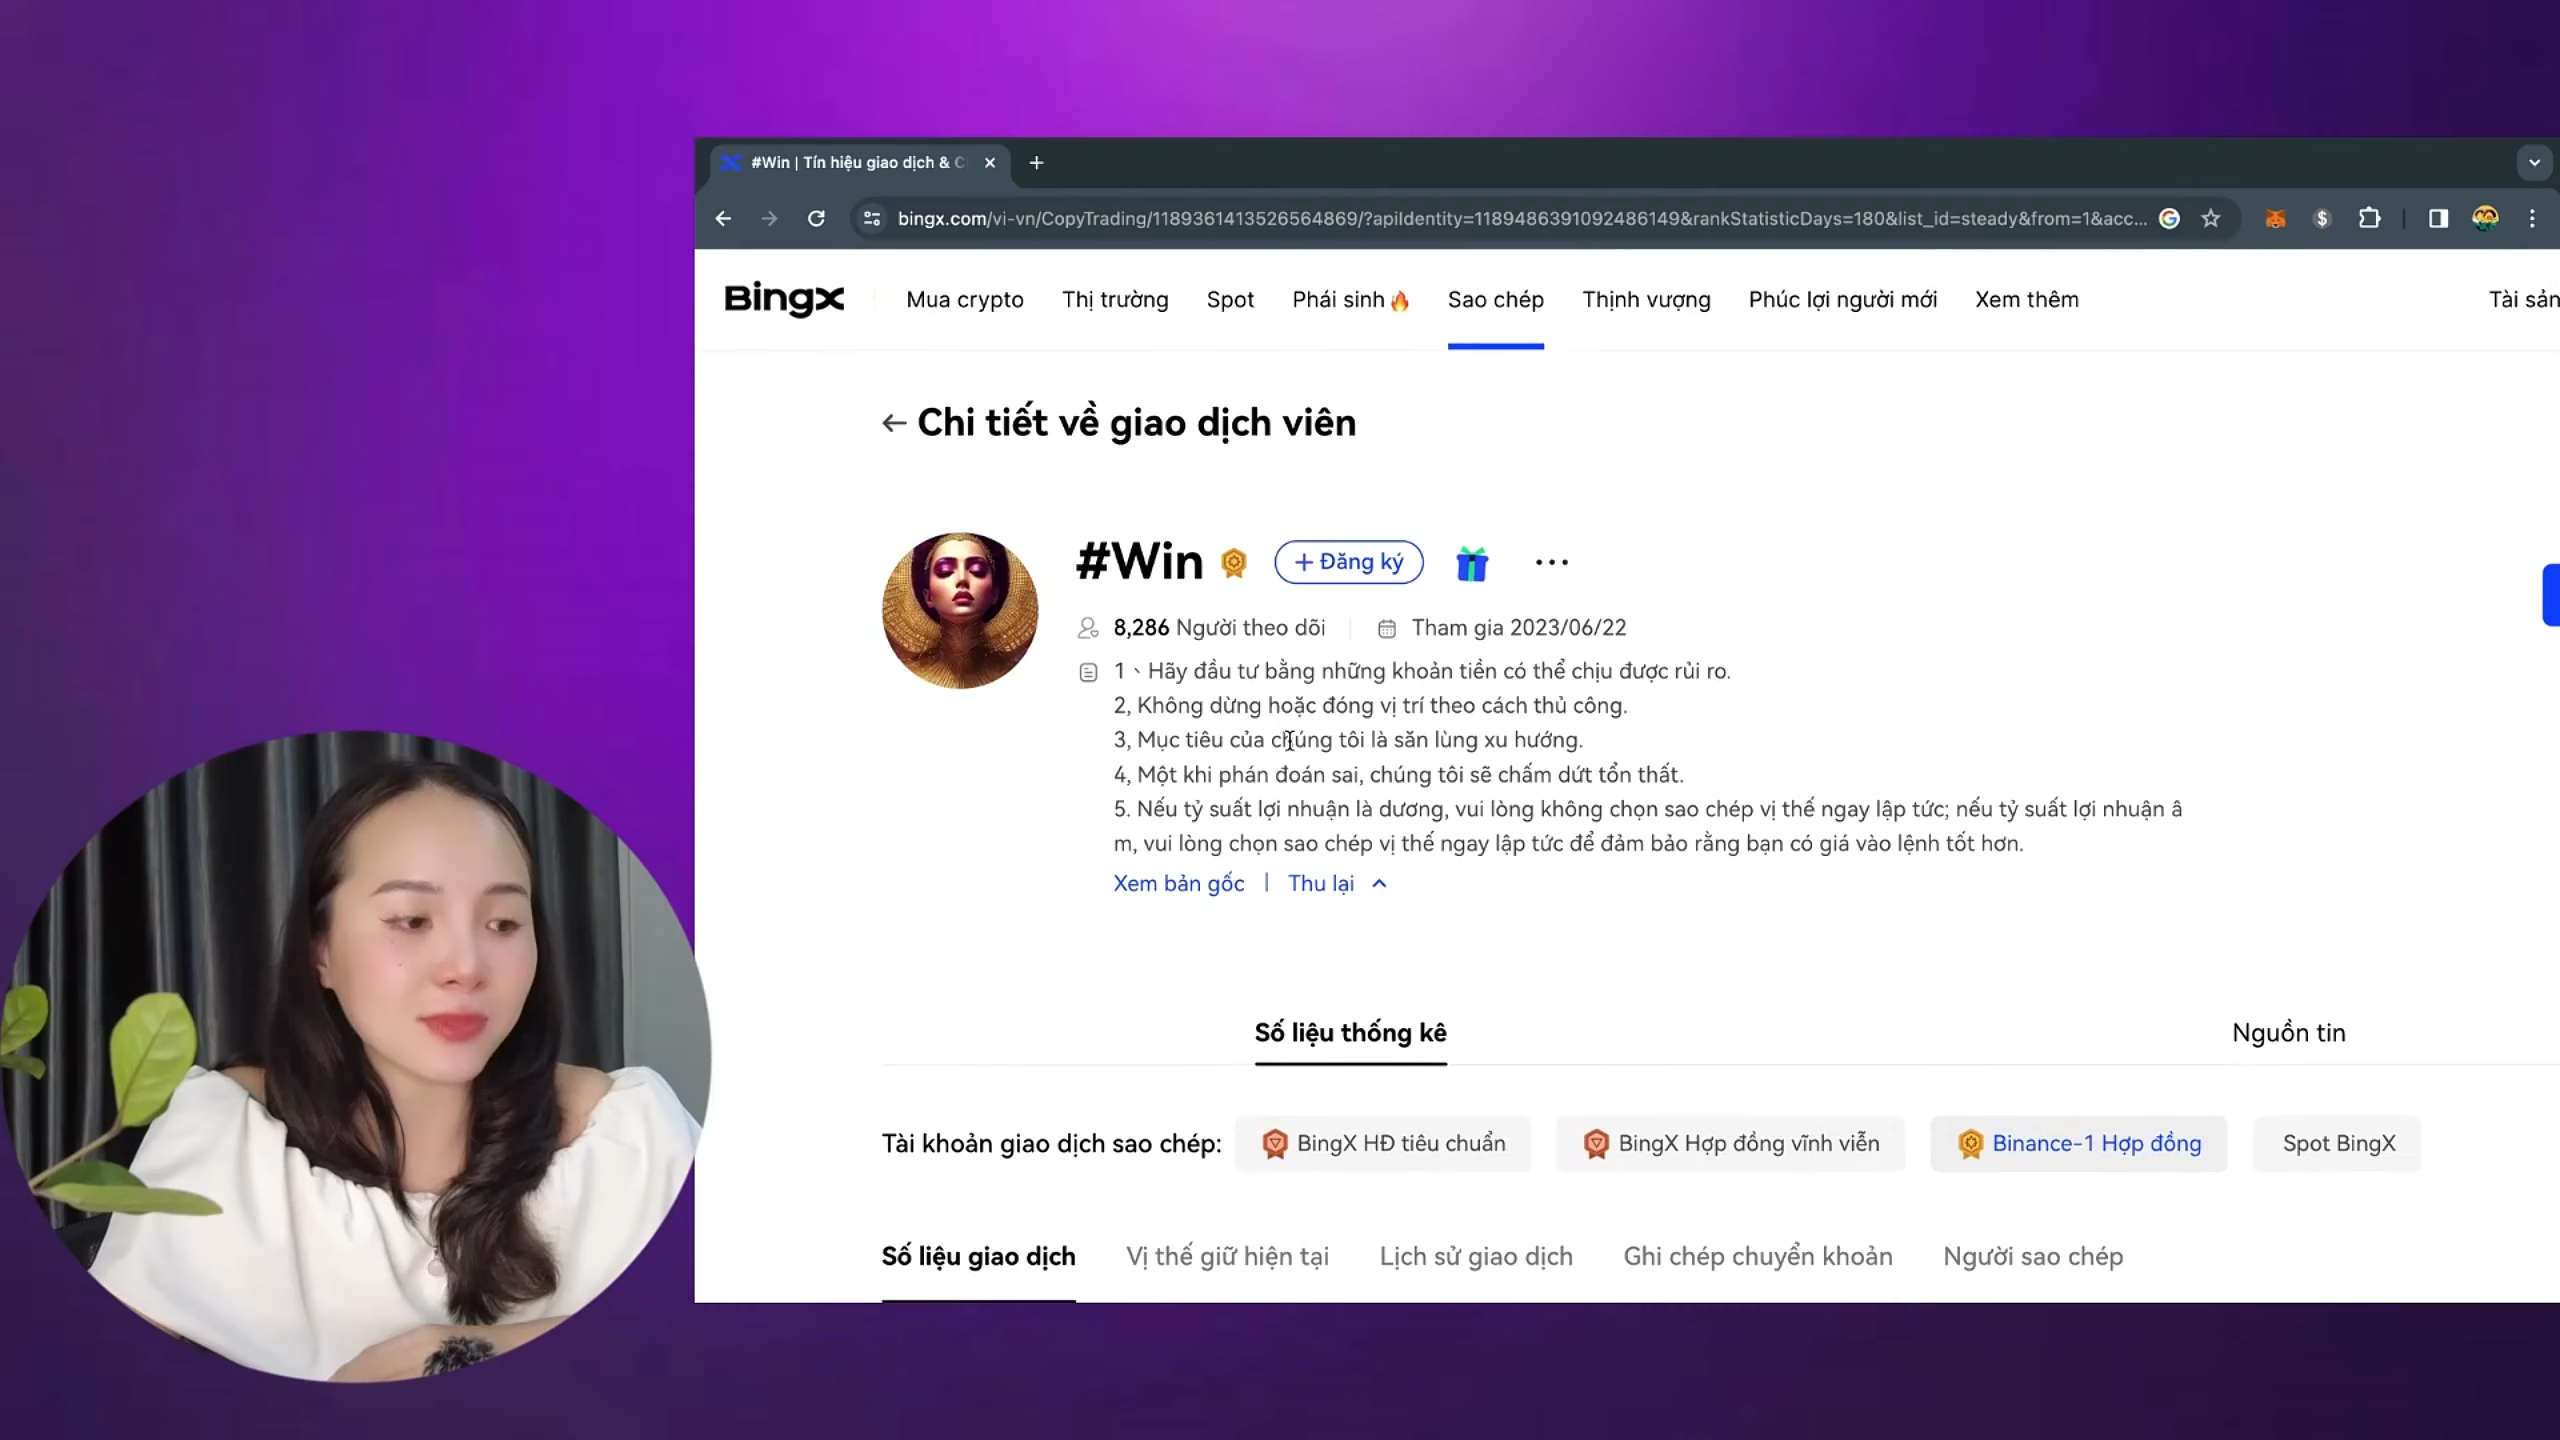 #Win | Tín hiệu giao dịch & C
bingx.com/vi-vn/CopyTrading/1189361413526564869/?apiIdentity=1189486391092486149&rankStatisticDays=180&list_id=steady&from=1&acc...
BingX Mua crypto Thị trường Spot Phái sinh🔥 Sao chép Thịnh vượng Phúc lợi người mới Xem thêm Tài sản
← Chi tiết về giao dịch viên
#Win + Đăng ký ...
8,286 Người theo dõi Tham gia 2023/06/22
1、Hãy đầu tư bằng những khoản tiền có thể chịu được rủi ro.
2, Không dừng hoặc đóng vị trí theo cách thủ công.
3, Mục tiêu của chúng tôi là săn lùng xu hướng.
4, Một khi phán đoán sai, chúng tôi sẽ chấm dứt tổn thất.
5. Nếu tỷ suất lợi nhuận là dương, vui lòng không chọn sao chép vị thế ngay lập tức; nếu tỷ suất lợi nhuận â
m, vui lòng chọn sao chép vị thế ngay lập tức để đảm bảo rằng bạn có giá vào lệnh tốt hơn.
Xem bản gốc | Thu lại
Số liệu thống kê Nguồn tin
Tài khoản giao dịch sao chép: BingX HĐ tiêu chuẩn BingX Hợp đồng vĩnh viễn Binance-1 Hợp đồng Spot BingX
Số liệu giao dịch Vị thế giữ hiện tại Lịch sử giao dịch Ghi chép chuyển khoản Người sao chép